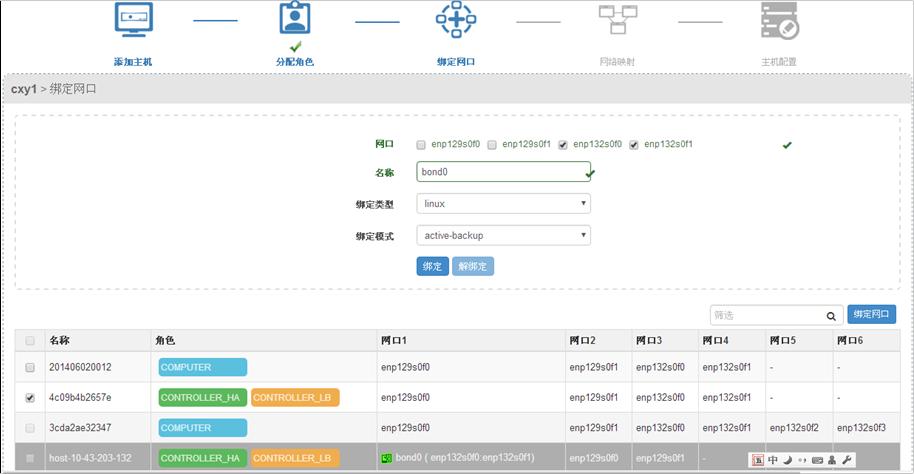 添加主机 分配角色 绑定网口 网络映射 主机配置
cxy1 > 绑定网口
网口 enp129s0f0 enp129s0f1 enp132s0f0 enp132s0f1
名称 bond0
绑定类型 linux
绑定模式 active-backup
绑定 解绑定
筛选 绑定网口
名称 角色 网口1 网口2 网口3 网口4 网口5 网口6
201406020012 COMPUTER enp129s0f0 enp129s0f1 enp132s0f0 enp132s0f1 - -
4c09b4b2657e CONTROLLER_HA CONTROLLER_LB enp129s0f0 enp129s0f1 enp132s0f0 enp132s0f1 - -
3cda2ae32347 COMPUTER enp129s0f0 enp129s0f1 enp132s0f0 enp132s0f1 enp132s0f2 enp132s0f3
host-10-43-203-132 CONTROLLER_HA CONTROLLER_LB bond0 ( enp132s0f0:enp132s0f1) enp129s0f0 enp129s0f1 - 五 中